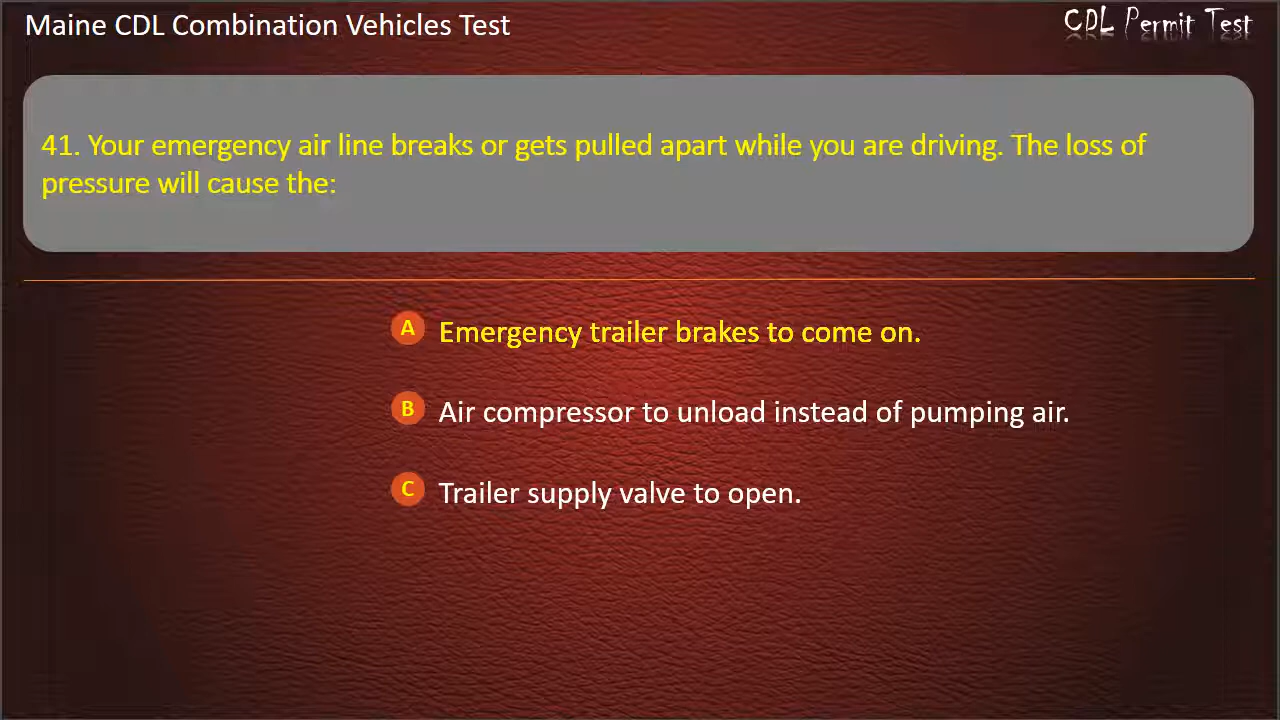 Maine CDL Combination Vehicles Test
CDL Permit Test
41. Your emergency air line breaks or gets pulled apart while you are driving. The loss of
pressure will cause the:
A Emergency trailer brakes to come on.
B Air compressor to unload instead of pumping air.
C Trailer supply valve to open.